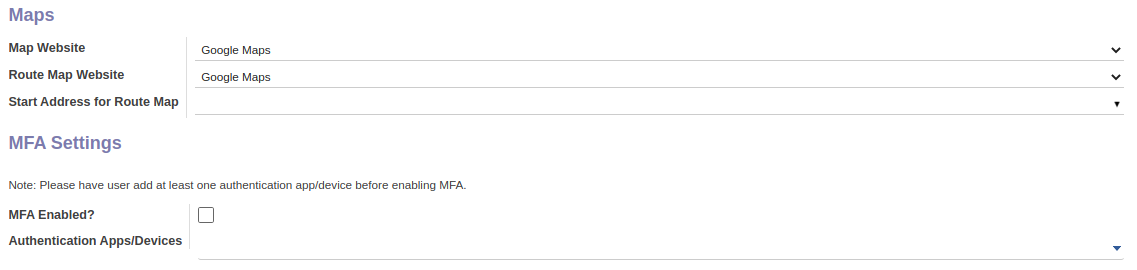 Maps
Map Website Google Maps
Route Map Website Google Maps
Start Address for Route Map
MFA Settings
Note: Please have user add at least one authentication app/device before enabling MFA.
MFA Enabled?
Authentication Apps/Devices